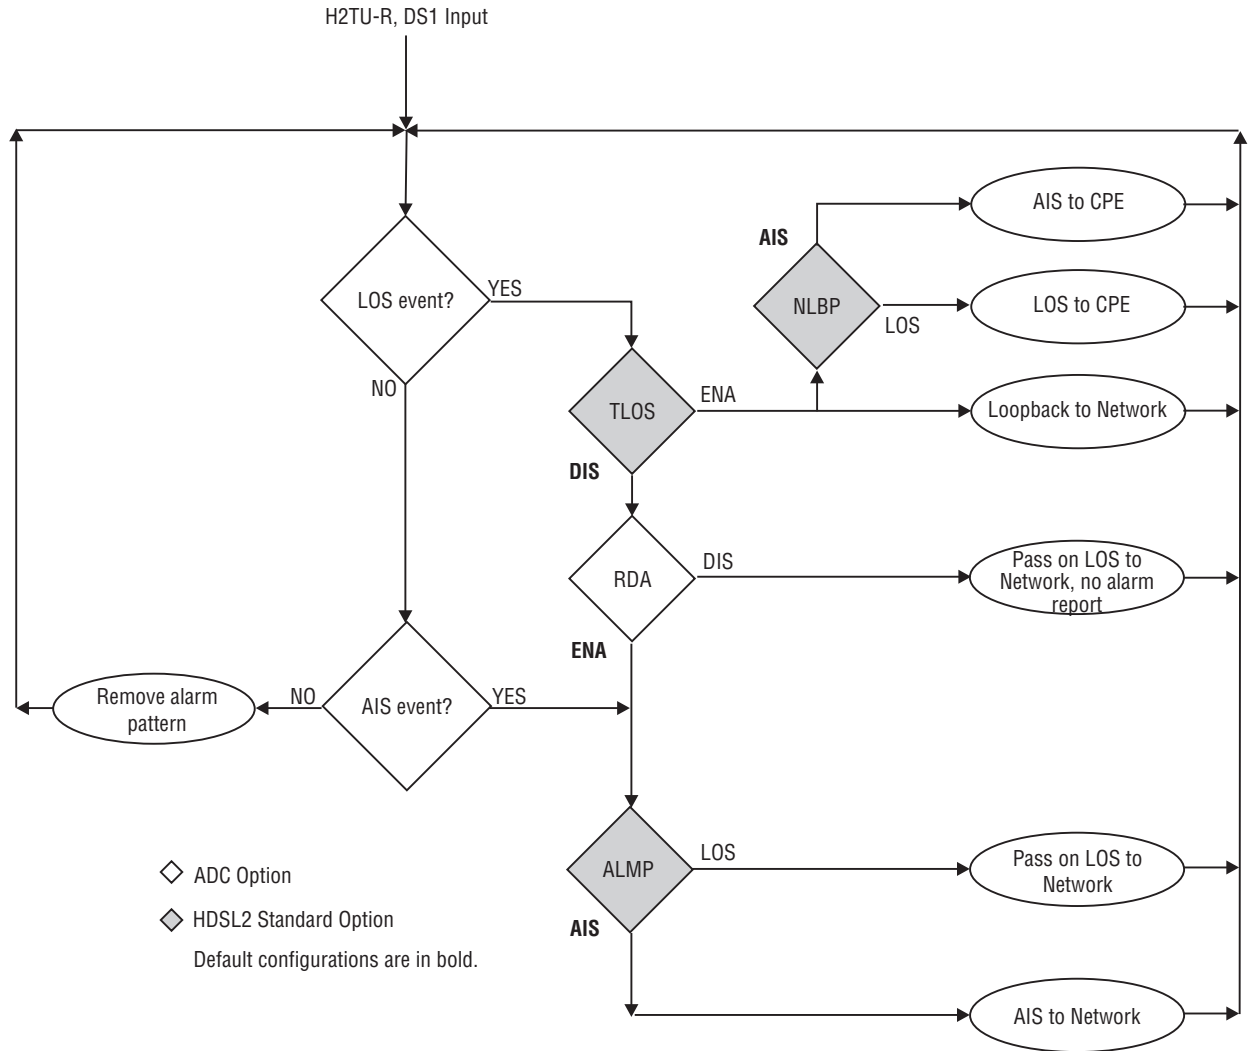 H2TU-R, DS1 Input
AIS to CPE
AIS
LOS event?
YES
NLBP
LOS
LOS to CPE
NO
TLOS
ENA
Loopback to Network
DIS
RDA
DIS
Pass on LOS to
Network, no alarm
report
ENA
Remove alarm
pattern
NO
AIS event?
YES
ALMP
LOS
Pass on LOS to
Network
AIS
ADC Option
HDSL2 Standard Option
Default configurations are in bold.
AIS to Network